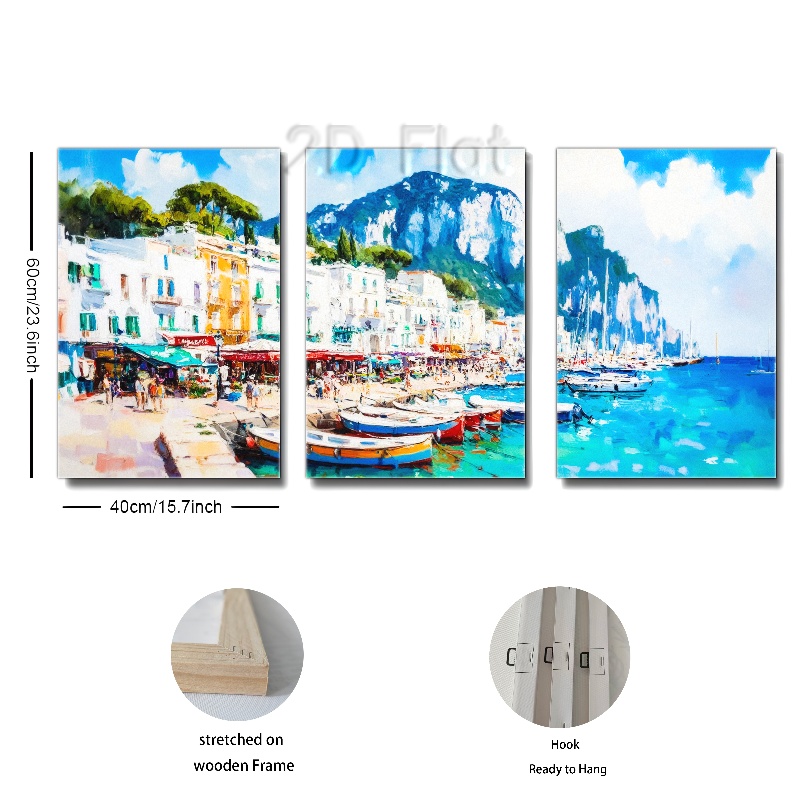 2D Flat
60cm/23.6inch
40cm/15.7inch
stretched on
wooden Frame
Hook
Ready to Hang